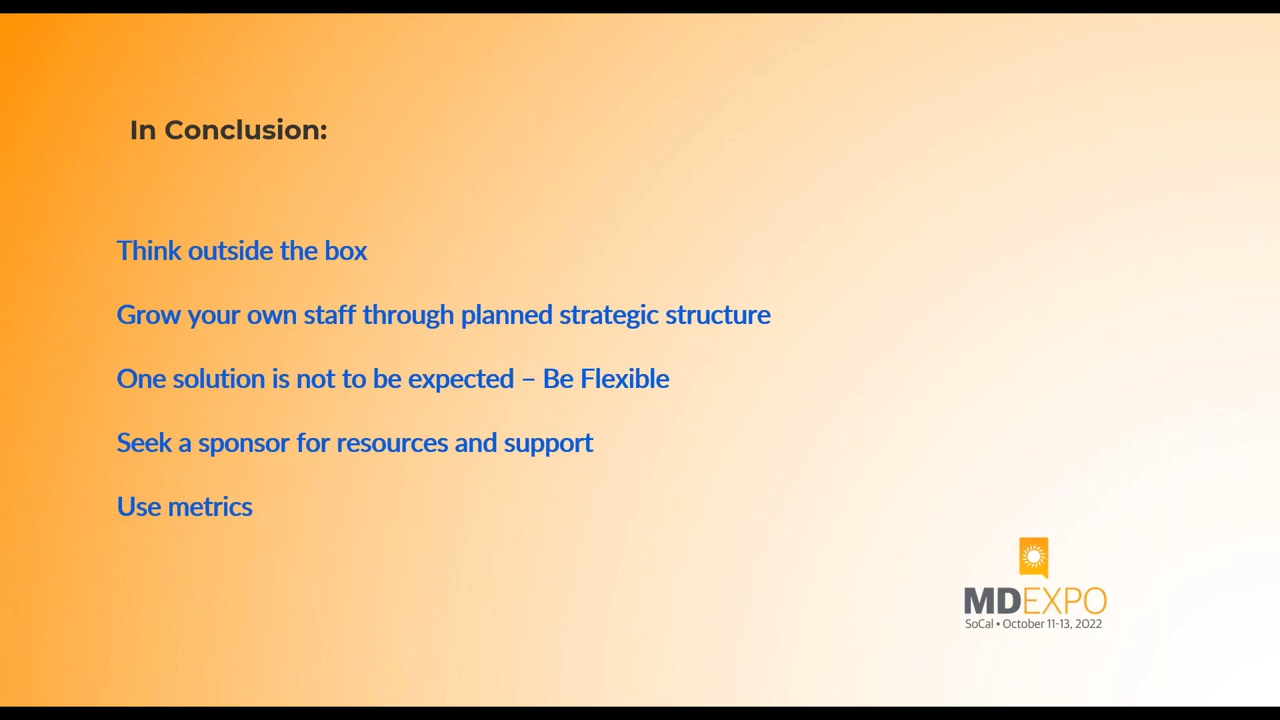 In Conclusion:
Think outside the box
Grow your own staff through planned strategic structure
One solution is not to be expected – Be Flexible
Seek a sponsor for resources and support
Use metrics
MDEXPO
SoCal • October 11-13, 2022